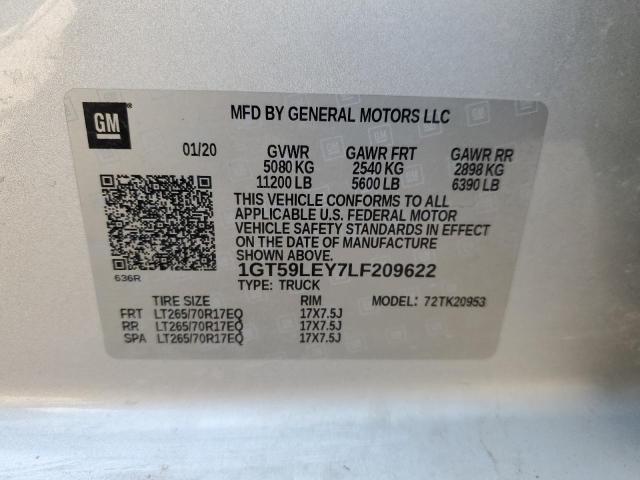 GM
MFD BY GENERAL MOTORS LLC
01/20 GVWR GAWR FRT GAWR RR
5080 KG 2540 KG 2898 KG
11200 LB 5600 LB 6390 LB
THIS VEHICLE CONFORMS TO ALL
APPLICABLE U.S. FEDERAL MOTOR
VEHICLE SAFETY STANDARDS IN EFFECT
ON THE DATE OF MANUFACTURE
SHOWN ABOVE.
636R 1GT59LEY7LF209622
TYPE: TRUCK
TIRE SIZE RIM MODEL: 72TK20953
FRT LT265/70R17EQ 17X7.5J
RR LT265/70R17EQ 17X7.5J
SPA LT265/70R17EQ 17X7.5J